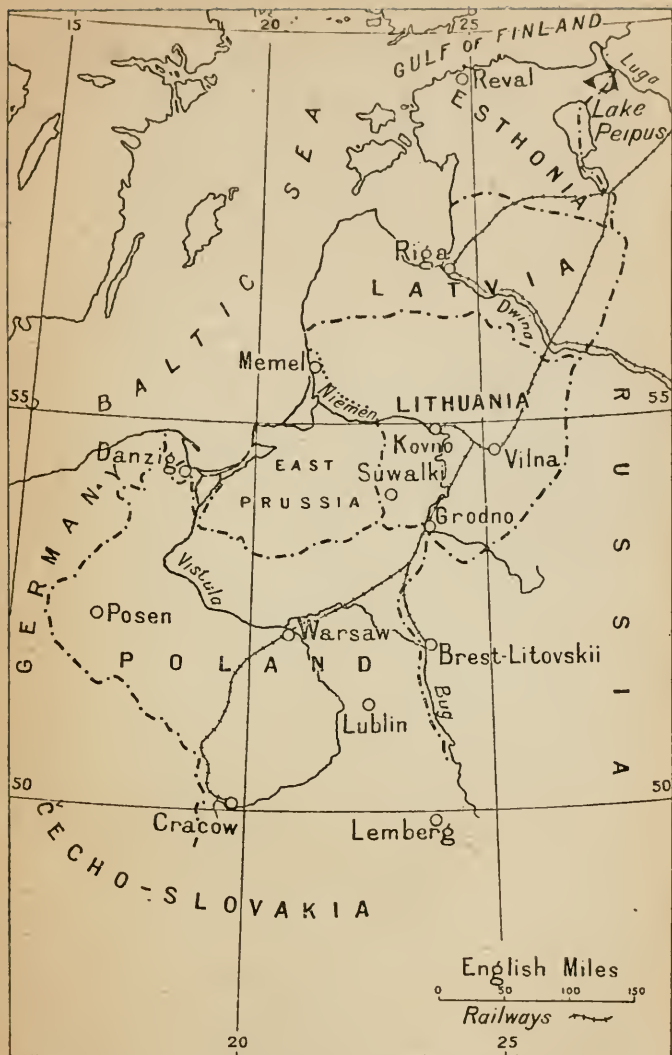 15
20
25
GULF OF FINLAND
Reval
Luga
ESTHONIA
Lake
Peipus
BALTIC SEA
Riga
LATVIA
Dwina
Memel
Niemen
LITHUANIA
55
55
Kovno
Vilna
Danzig
EAST
PRUSSIA
Suwalki
Grodno
GERMANY
RUSSIA
Vistula
Posen
Warsaw
POLAND
Brest-Litovskii
Bug
Lublin
50
50
Cracow
Lemberg
CECHO-SLOVAKIA
English Miles
0 50 100 150
Railways
20
25